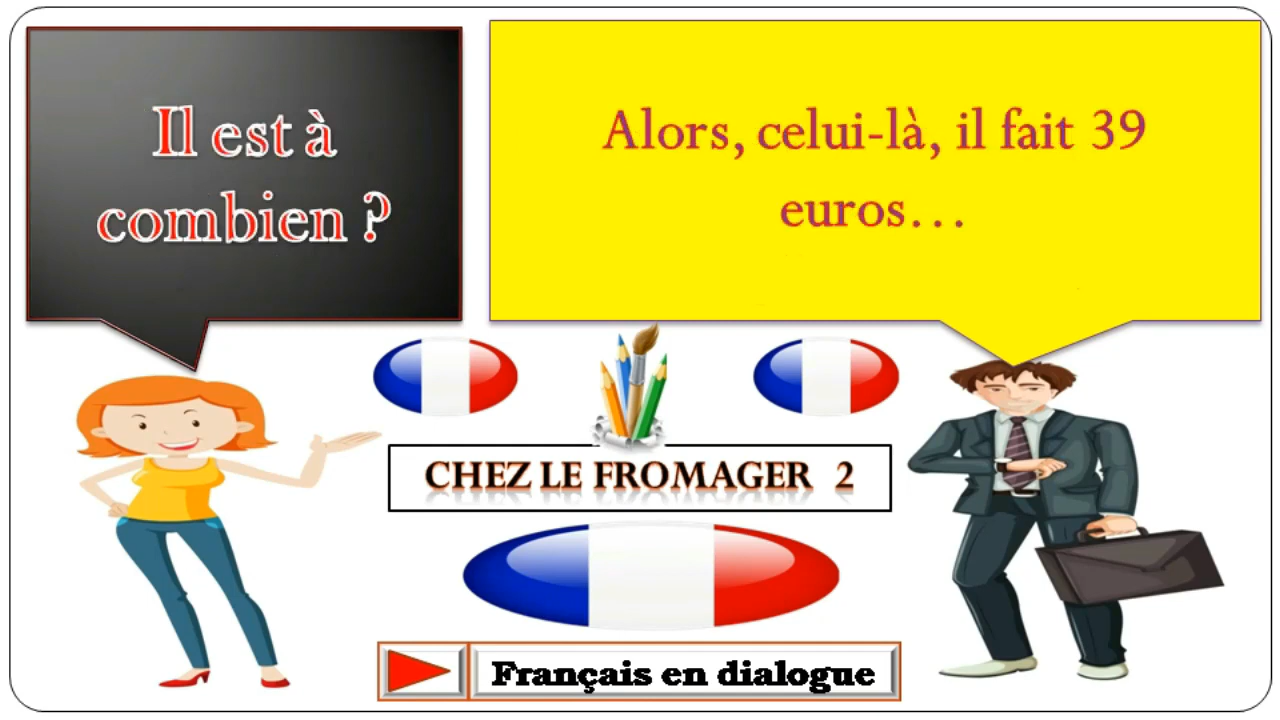 Il est à
combien ?
Alors, celui-là, il fait 39
euros…
CHEZ LE FROMAGER 2
Français en dialogue